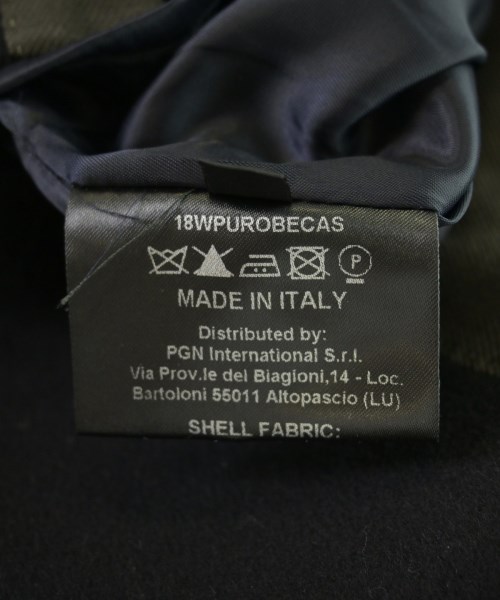 18WPUROBECAS
P
MADE IN ITALY
Distributed by:
PGN International S.r.l.
Via Prov.le dei Biagioni,14 - Loc.
Bartoloni 55011 Altopascio (LU)
SHELL FABRIC: